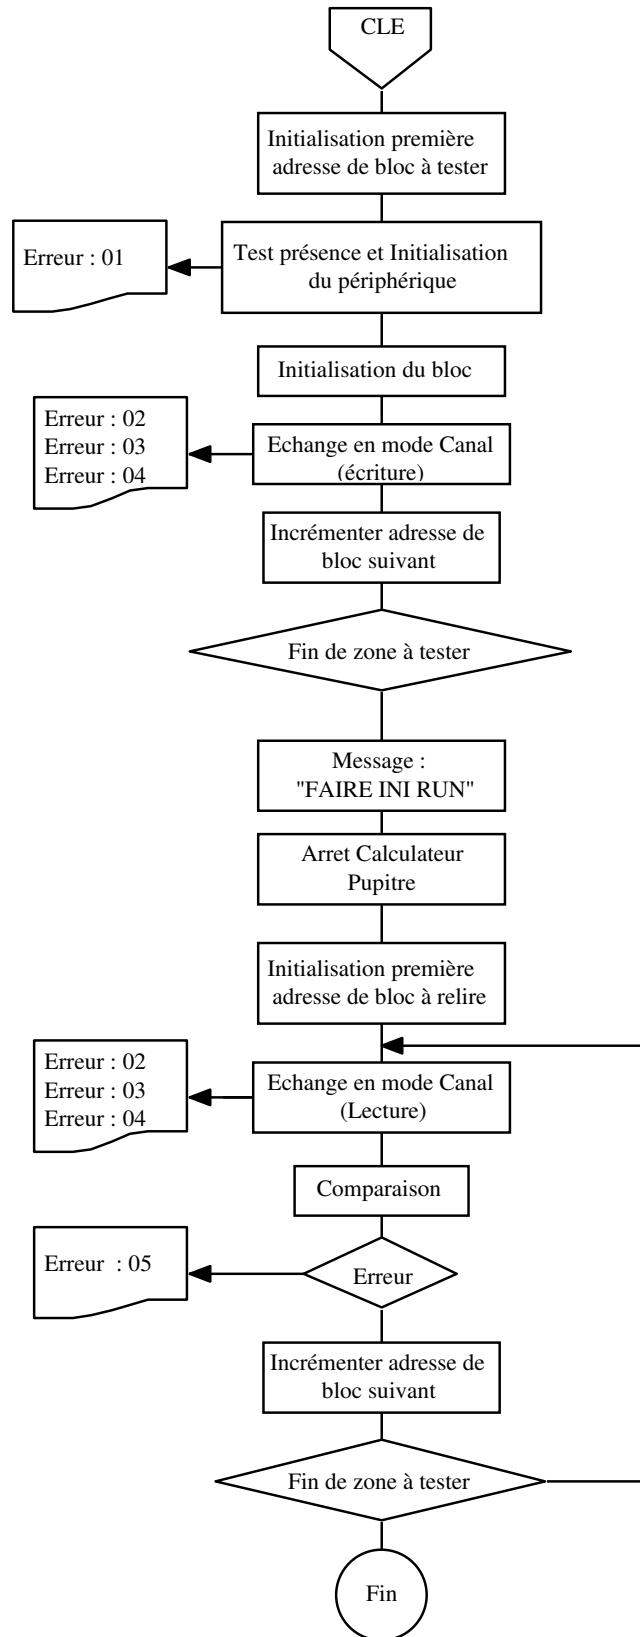 CLE
Initialisation première
adresse de bloc à tester
Erreur : 01
Test présence et Initialisation
du périphérique
Initialisation du bloc
Erreur : 02
Erreur : 03
Erreur : 04
Echange en mode Canal
(écriture)
Incrémenter adresse de
bloc suivant
Fin de zone à tester
Message :
"FAIRE INI RUN"
Arret Calculateur
Pupitre
Initialisation première
adresse de bloc à relire
Erreur : 02
Erreur : 03
Erreur : 04
Echange en mode Canal
(Lecture)
Comparaison
Erreur : 05
Erreur
Incrémenter adresse de
bloc suivant
Fin de zone à tester
Fin